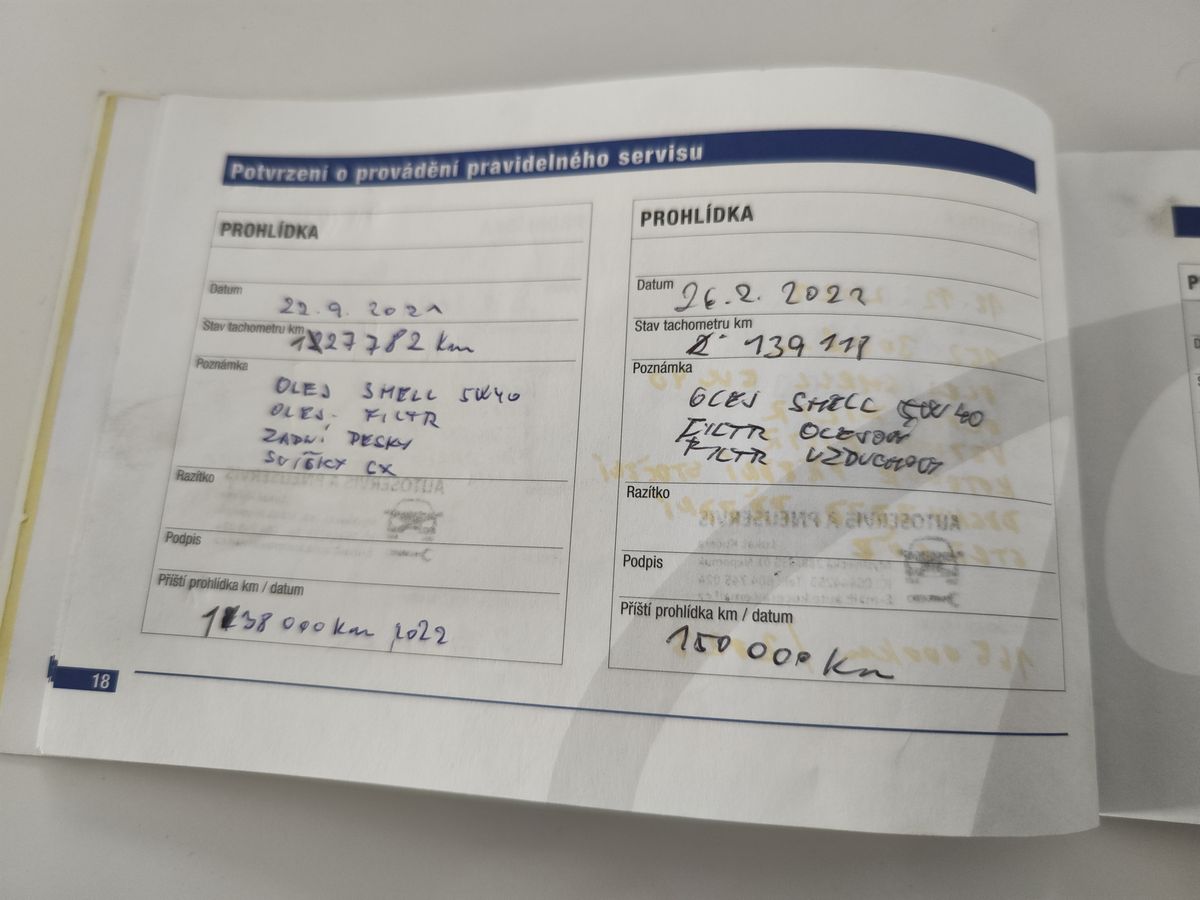 Potvrzení o provádění pravidelného servisu
PROHLÍDKA
Datum 22.9. 2021
Stav tachometru km 127782 km
Poznámka
OLEJ SHELL 5W40
OLEJ. FILTR
ZADNÍ DESKY
SVÍČKY CX
Razítko
Podpis
Příští prohlídka km / datum
138 000 km 2022
PROHLÍDKA
Datum 26.2. 2022
Stav tachometru km
139 118
Poznámka
OLEJ SHELL 5W40
FILTR OLEJOVÝ
FILTR VZDUCHOVÝ
Razítko
AUTOSERVIS A PNEUSERVIS
Podpis
Příští prohlídka km / datum
150 000 Km
18